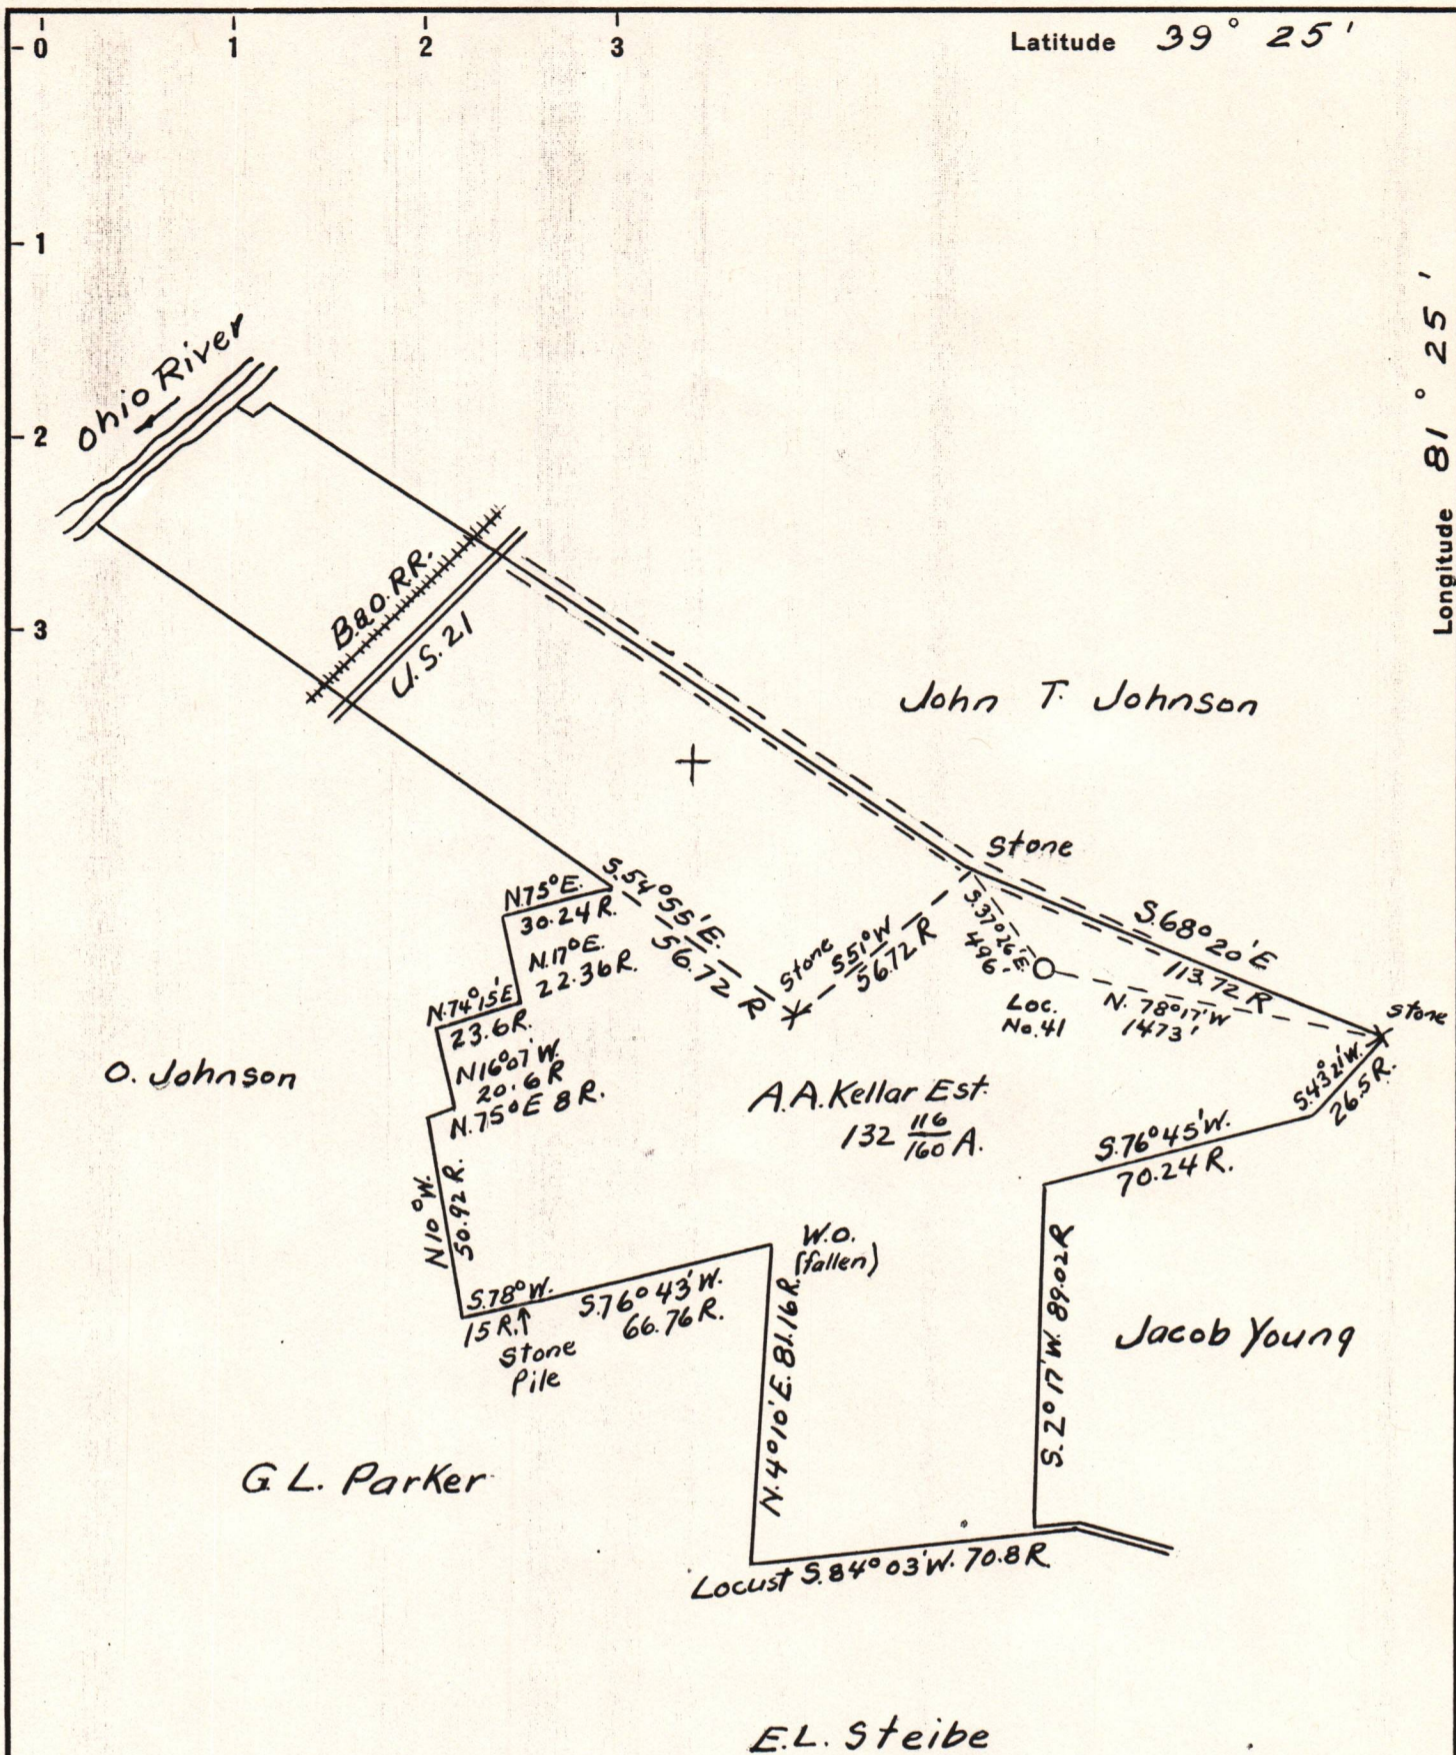 0 1 2 3 Latitude 39° 25'
1
2
3
Longitude 81° 25'
Ohio River
B.&O.R.R.
U.S. 21
John T. Johnson
Stone
S.68°20'E
113.72 R
S.37°26'E.
496'
Loc.
No.41
N. 78°17'W
1473'
stone
S.43°21'W.
26.5 R.
S.54°55'E.
56.72 R
Stone
S51°W
56.72 R
N.75°E.
30.24 R.
N.17°E.
22.36 R.
N.74°15'E
23.6 R.
N16°07'W.
20.6 R
N.75°E 8 R.
O. Johnson
A.A. Kellar Est.
132 116/160 A.
S.76°45'W.
70.24 R.
N10°W.
50.92 R.
S.78°W.
15 R.↑
Stone
Pile
S.76°43'W.
66.76 R.
W.O.
(fallen)
N.4°10'E. 81.16 R.
S.2°17'W. 89.02 R
Jacob Young
G.L. Parker
Locust S.84°03'W. 70.8 R
E.L. Steibe